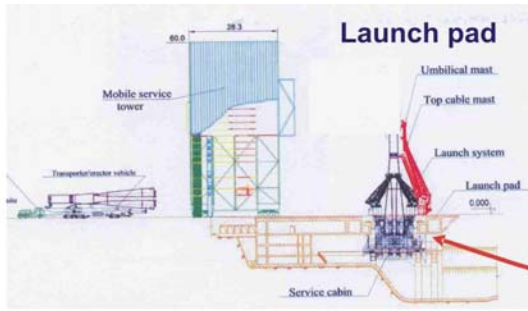 Launch pad
28.3
60.0
Umbilical mast
Mobile service
tower
Top cable mast
Launch system
Transporter/erector vehicle
Launch pad
0.000
Service cabin